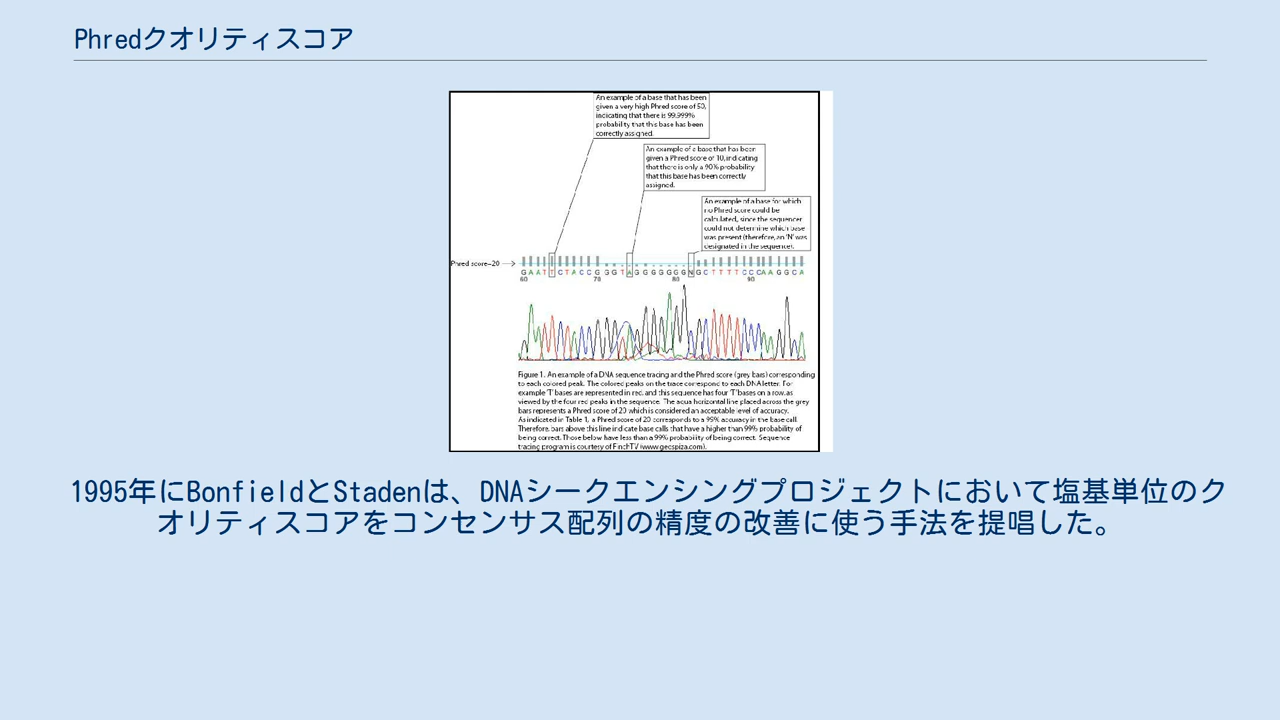 Phredクオリティスコア
An example of a base that has been
given a very high Phred score of 50,
indicating that there is 99.999%
probability that this base has been
correctly assigned.
An example of a base that has been
given a Phred score of 10, indicating
that there is only a 90% probability
that this base has been correctly
assigned.
An example of a base for which
no Phred score could be
calculated, since the sequencer
could not determine which base
was present (therefore, an 'N' was
designated in the sequence).
Phred score=20
GAATTCTACCGGGTAGGGGGGGNGCTTTTCCCAAGGCA
60 70 80 90
Figure 1. An example of a DNA sequence tracing and the Phred score (grey bars) corresponding
to each colored peak. The colored peaks on the trace correspond to each DNA letter. For
example 'T' bases are represented in red, and this sequence has four 'T' bases on a row, as
viewed by the four red peaks in the sequence. The aqua horizontal line placed across the grey
bars represents a Phred score of 20 which is considered an acceptable level of accuracy.
As indicated in Table 1, a Phred score of 20 corresponds to a 99% accuracy in the base call.
Therefore, bars above this line indicate base calls that have a higher than 99% probability of
being correct. Those below have less than a 99% probability of being correct. Sequence
tracing program is courtesy of FinchTV (www.geospiza.com).
1995年にBonfieldとStadenは、DNAシークエンシングプロジェクトにおいて塩基単位のク
オリティスコアをコンセンサス配列の精度の改善に使う手法を提唱した。